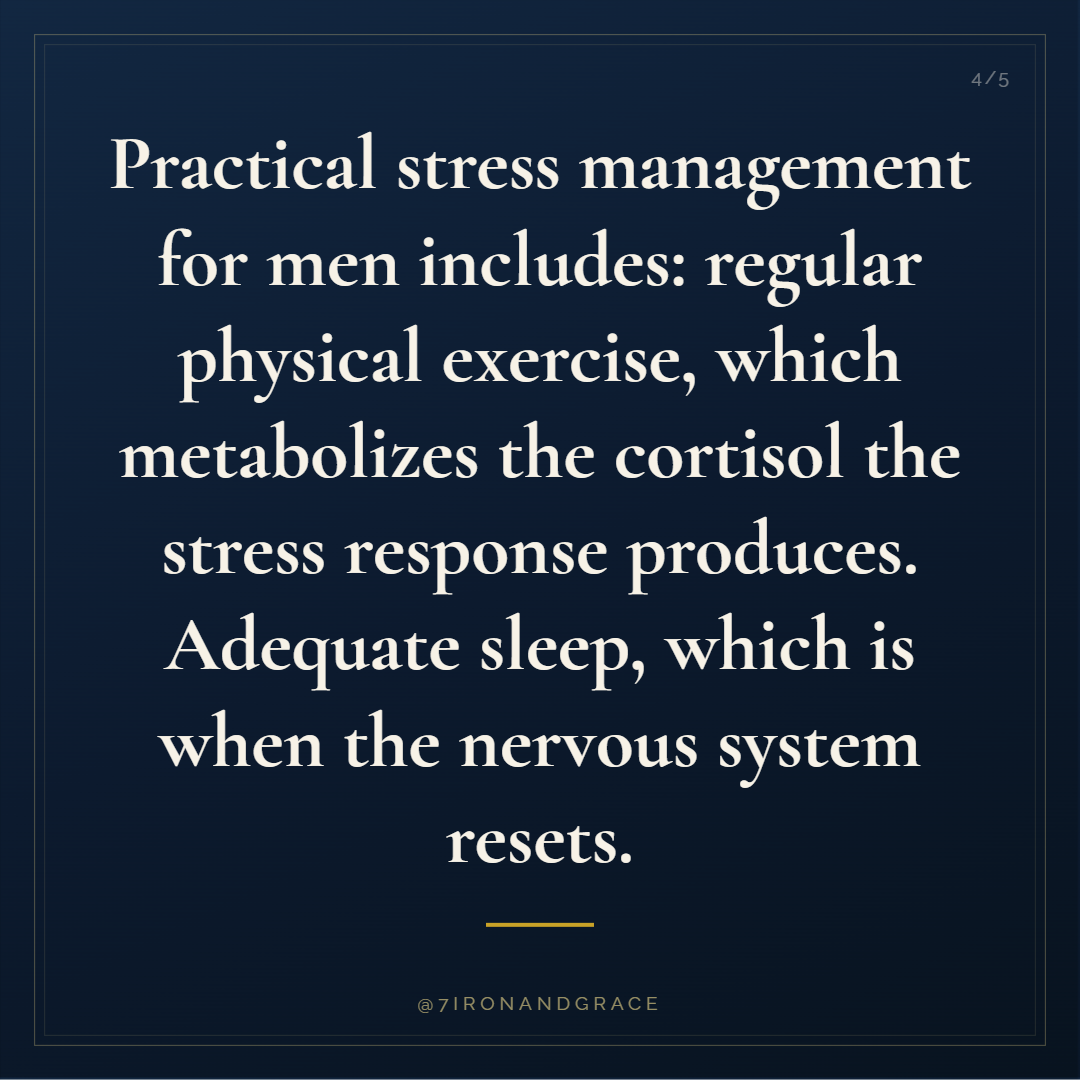 4/5
Practical stress management
for men includes: regular
physical exercise, which
metabolizes the cortisol the
stress response produces.
Adequate sleep, which is
when the nervous system
resets.
@7IRONANDGRACE